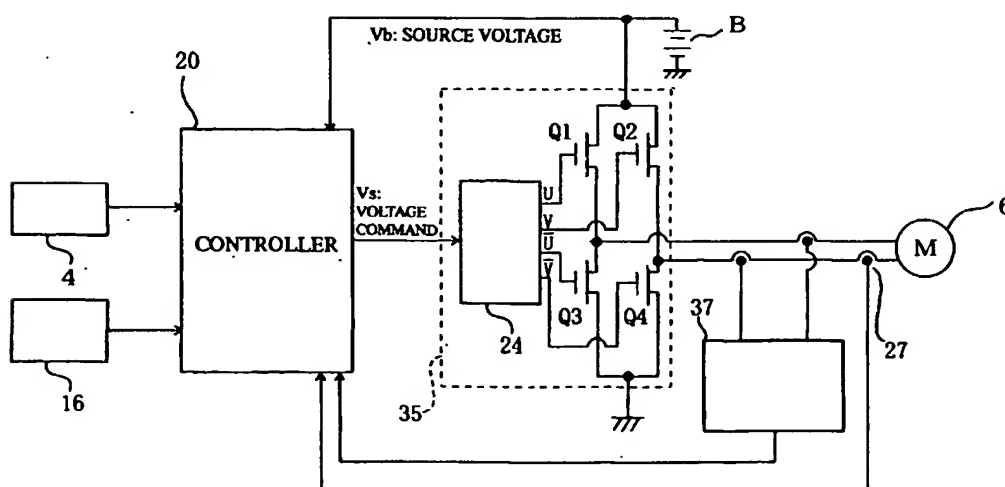 Vb: SOURCE VOLTAGE
B
20
Q1
Q2
U
V
U̅
V̅
Vs:
VOLTAGE
COMMAND
CONTROLLER
4
16
24
Q3
Q4
35
37
27
6
M